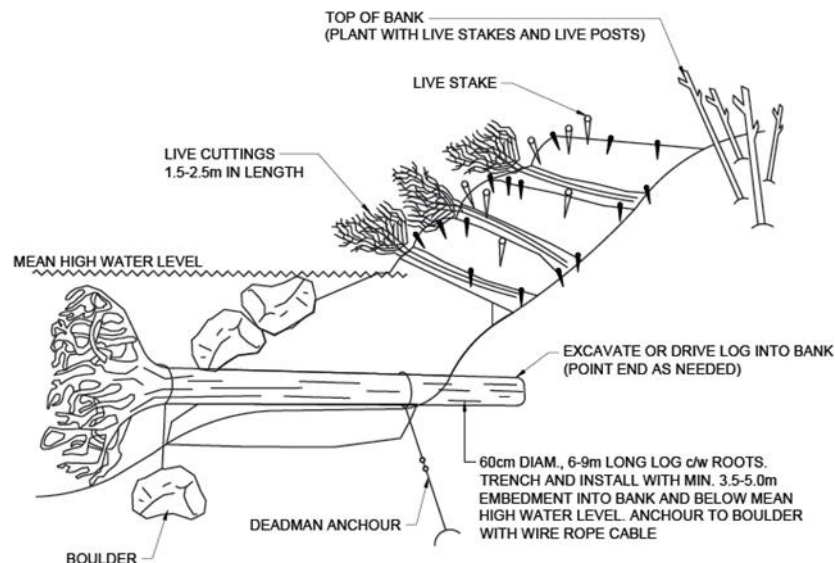 TOP OF BANK
(PLANT WITH LIVE STAKES AND LIVE POSTS)
LIVE STAKE
LIVE CUTTINGS
1.5-2.5m IN LENGTH
MEAN HIGH WATER LEVEL
EXCAVATE OR DRIVE LOG INTO BANK
(POINT END AS NEEDED)
60cm DIAM., 6-9m LONG LOG c/w ROOTS.
TRENCH AND INSTALL WITH MIN. 3.5-5.0m
EMBEDMENT INTO BANK AND BELOW MEAN
HIGH WATER LEVEL. ANCHOUR TO BOULDER
WITH WIRE ROPE CABLE
DEADMAN ANCHOUR
BOULDER